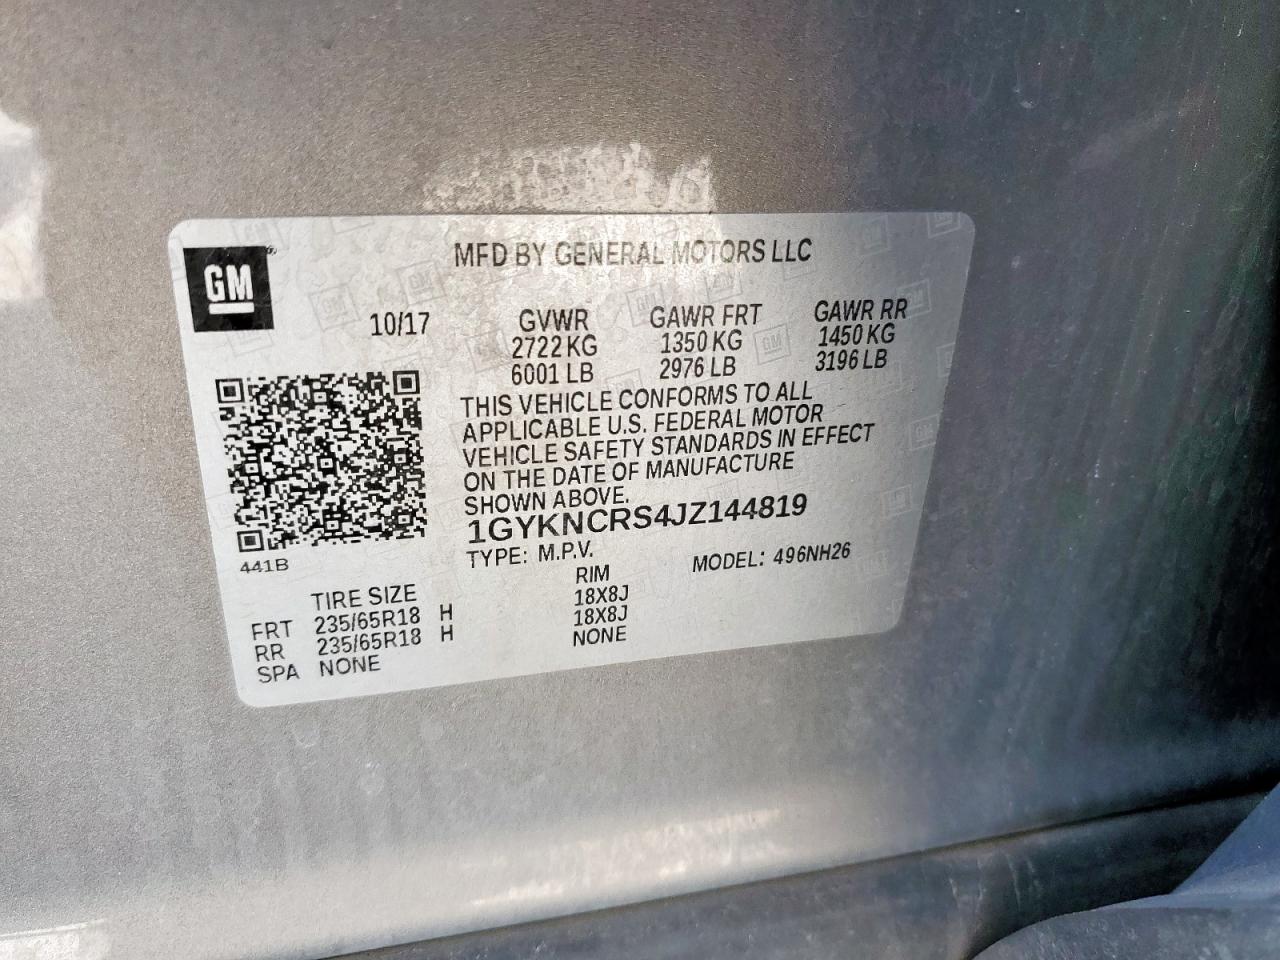 GM
MFD BY GENERAL MOTORS LLC
10/17
GVWR GAWR FRT GAWR RR
2722 KG 1350 KG 1450 KG
6001 LB 2976 LB 3196 LB
THIS VEHICLE CONFORMS TO ALL
APPLICABLE U.S. FEDERAL MOTOR
VEHICLE SAFETY STANDARDS IN EFFECT
ON THE DATE OF MANUFACTURE
SHOWN ABOVE.
1GYKNCRS4JZ144819
441B
TYPE: M.P.V. MODEL: 496NH26
TIRE SIZE RIM
FRT 235/65R18 H 18X8J
RR 235/65R18 H 18X8J
SPA NONE NONE